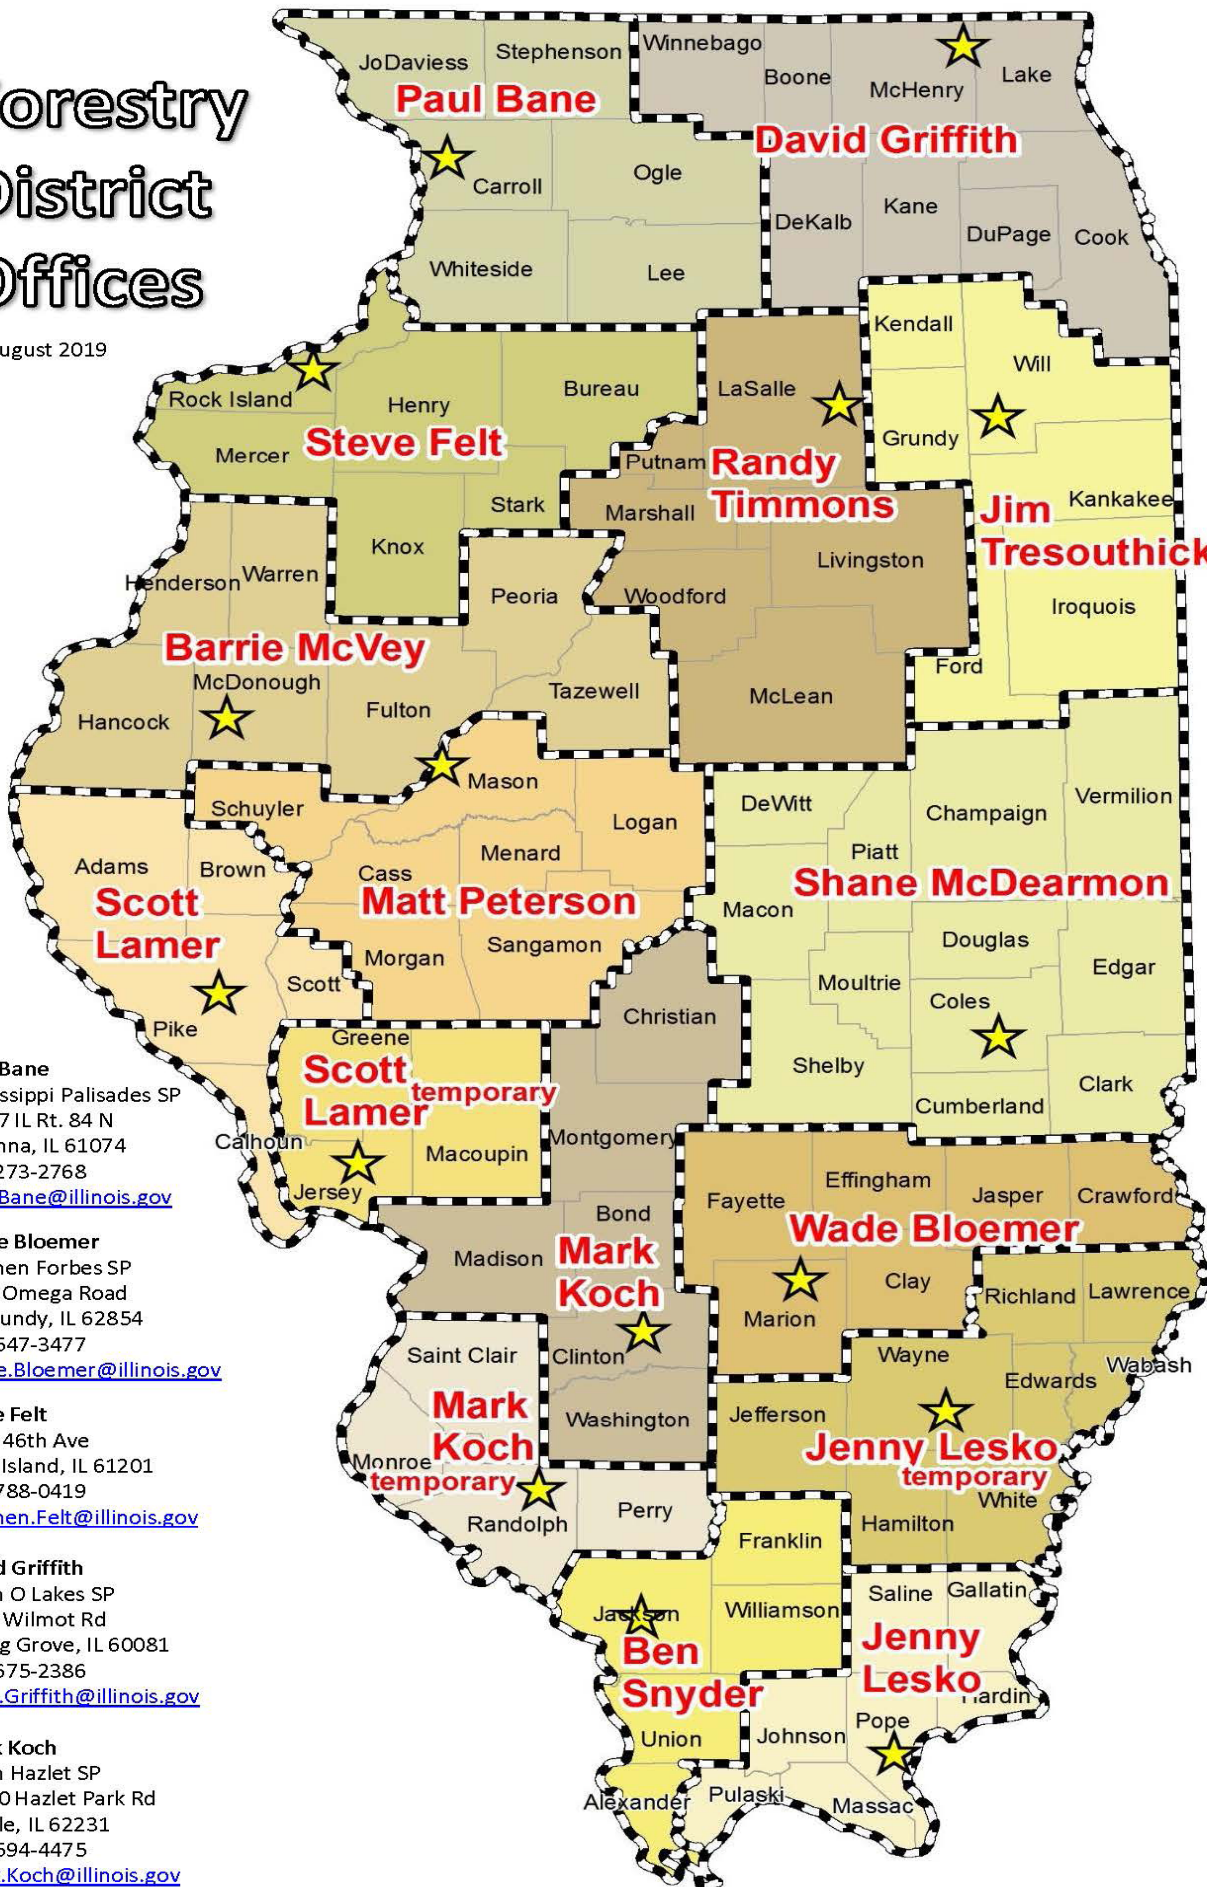 orestry
District
Offices
ugust 2019
JoDaviess
Stephenson
Winnebago
Boone
McHenry
Lake
Paul Bane
David Griffith
Carroll
Ogle
DeKalb
Kane
DuPage
Cook
Whiteside
Lee
Kendall
Will
Rock Island
Henry
Bureau
LaSalle
Grundy
Mercer
Steve Felt
Putnam
Randy
Timmons
Stark
Marshall
Kankakee
Jim
Tresouthick
Knox
Livingston
Henderson
Warren
Peoria
Woodford
Iroquois
Barrie McVey
McDonough
Ford
Hancock
Fulton
Tazewell
McLean
Mason
Schuyler
Logan
DeWitt
Champaign
Vermilion
Adams
Brown
Cass
Menard
Piatt
Scott
Lamer
Matt Peterson
Shane McDearmon
Macon
Morgan
Sangamon
Douglas
Edgar
Scott
Moultrie
Coles
Pike
Christian
Greene
Shelby
Scott
Lamer
temporary
Clark
Cumberland
Calhoun
Montgomery
Macoupin
Jersey
Effingham
Fayette
Jasper
Crawford
Bond
Wade Bloemer
Madison
Mark
Koch
Clay
Richland
Lawrence
Marion
Saint Clair
Clinton
Wayne
Wabash
Edwards
Mark
Koch
temporary
Washington
Jefferson
Jenny Lesko
temporary
Monroe
White
Randolph
Perry
Hamilton
Franklin
Saline
Gallatin
Jackson
Williamson
Ben
Snyder
Jenny
Lesko
Hardin
Union
Johnson
Pope
Alexander
Pulaski
Massac
Bane
ssippi Palisades SP
7 IL Rt. 84 N
nna, IL 61074
273-2768
Bane@illinois.gov
e Bloemer
hen Forbes SP
Omega Road
undy, IL 62854
547-3477
e.Bloemer@illinois.gov
e Felt
46th Ave
Island, IL 61201
788-0419
hen.Felt@illinois.gov
d Griffith
n O Lakes SP
Wilmot Rd
g Grove, IL 60081
675-2386
.Griffith@illinois.gov
k Koch
n Hazlet SP
0 Hazlet Park Rd
le, IL 62231
594-4475
.Koch@illinois.gov